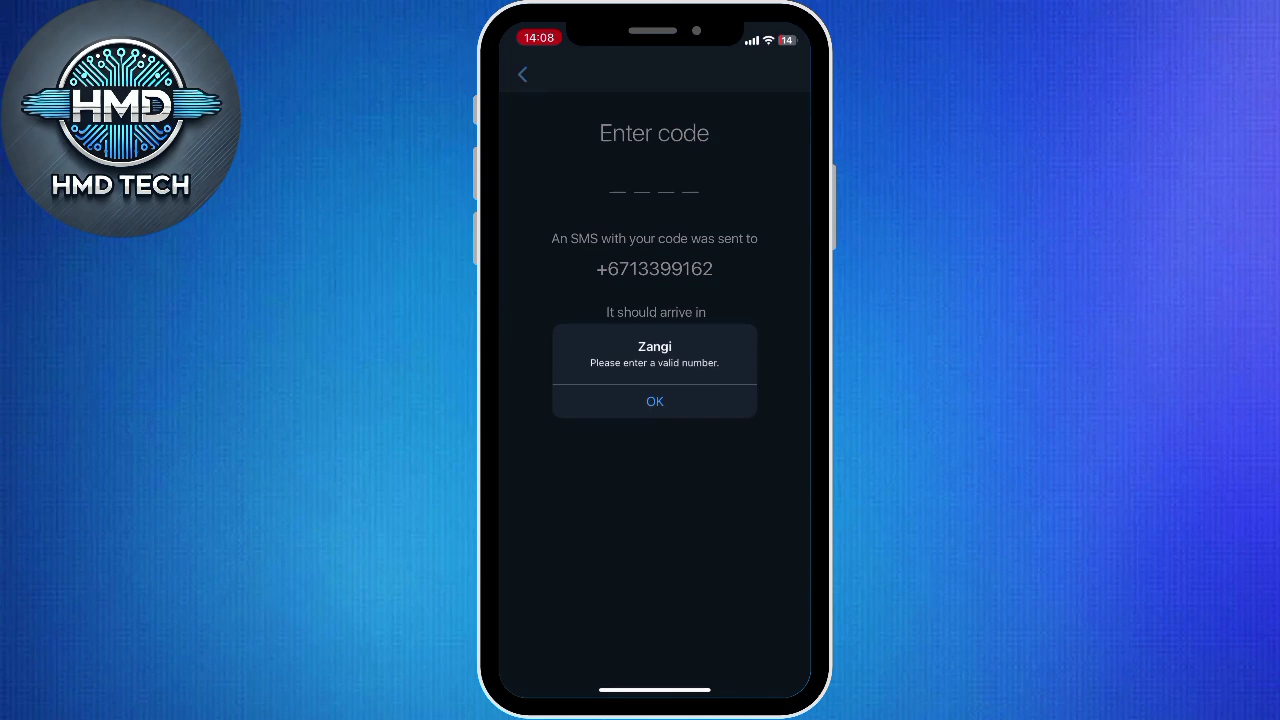 HMD
HMD TECH
14:08
14
Enter code
An SMS with your code was sent to
+6713399162
It should arrive in
Zangi
Please enter a valid number.
OK